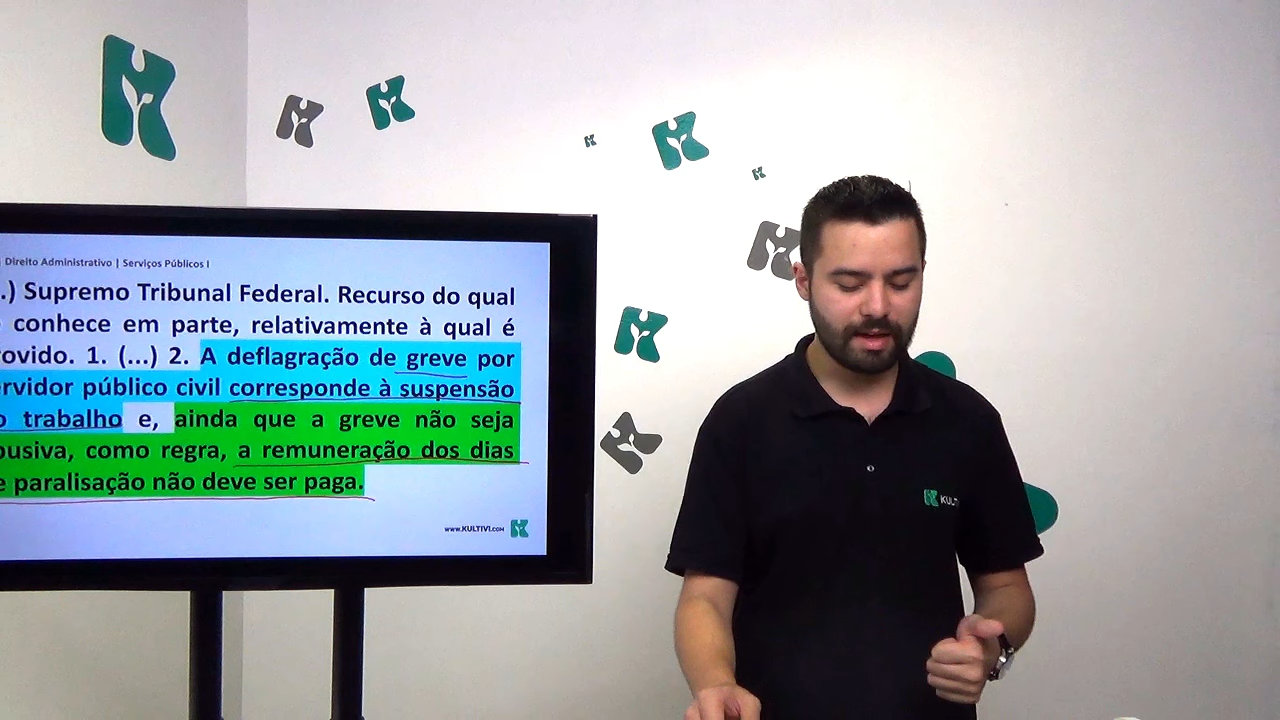 Direito Administrativo | Serviços Públicos I
.) Supremo Tribunal Federal. Recurso do qual
conhece em parte, relativamente à qual é
ovido. 1. (...) 2. A deflagração de greve por
ervidor público civil corresponde à suspensão
o trabalho e, ainda que a greve não seja
busiva, como regra, a remuneração dos dias
e paralisação não deve ser paga.
www.KULTIVI.com
KULTIVI